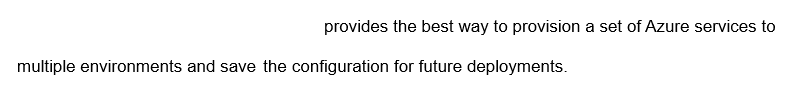 provides the best way to provision a set of Azure services to
multiple environments and save the configuration for future deployments.